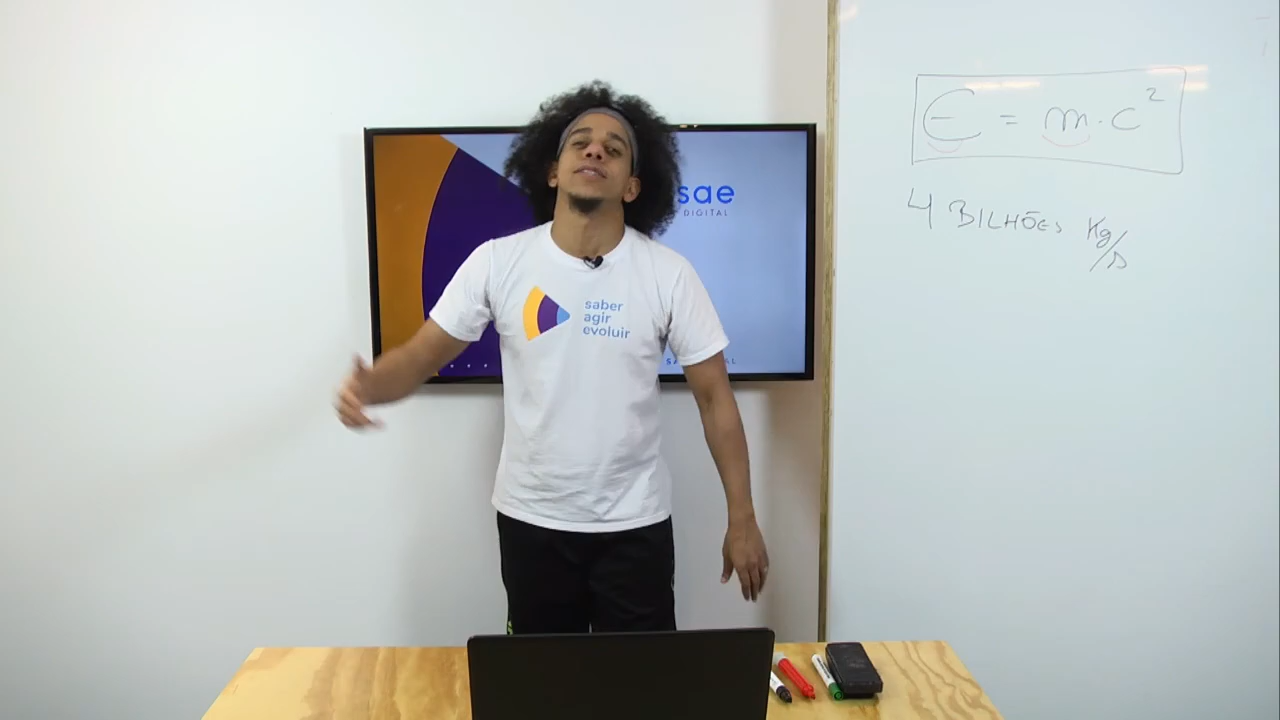 sae
DIGITAL
saber
agir
evoluir
E = m . c²
4 BILHÕES Kg/s